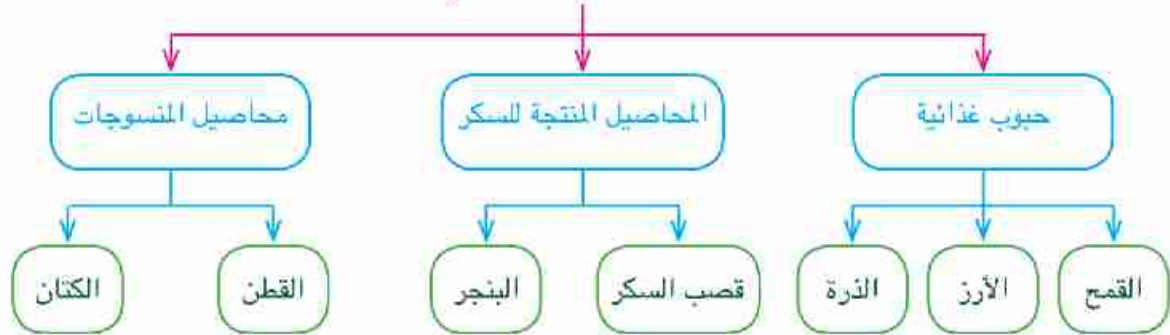 حبوب غذائية
المحاصيل المنتجة للسكر
محاصيل المنسوجات
القمح
الأرز
الذرة
قصب السكر
البنجر
القطن
الكتان